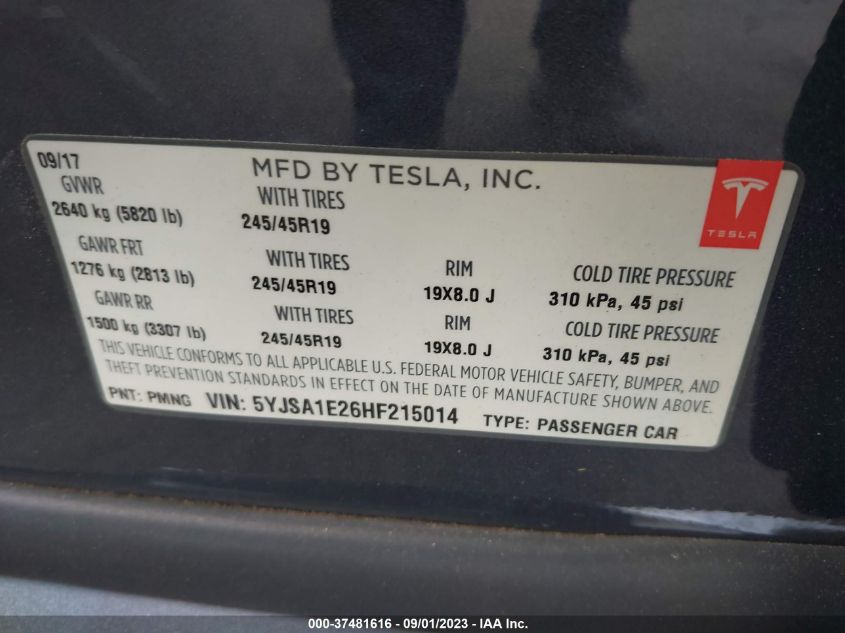 09/17
MFD BY TESLA, INC.
GVWR
2640 kg (5820 lb)
WITH TIRES
245/45R19
TESLA
GAWR FRT
1276 kg (2813 lb)
WITH TIRES
245/45R19
RIM
19X8.0 J
COLD TIRE PRESSURE
310 kPa, 45 psi
GAWR RR
1500 kg (3307 lb)
WITH TIRES
245/45R19
RIM
19X8.0 J
COLD TIRE PRESSURE
310 kPa, 45 psi
THIS VEHICLE CONFORMS TO ALL APPLICABLE U.S. FEDERAL MOTOR VEHICLE SAFETY, BUMPER, AND
THEFT PREVENTION STANDARDS IN EFFECT ON THE DATE OF MANUFACTURE SHOWN ABOVE.
PNT: PMNG VIN: 5YJSA1E26HF215014 TYPE: PASSENGER CAR
000-37481616 - 09/01/2023 - IAA Inc.